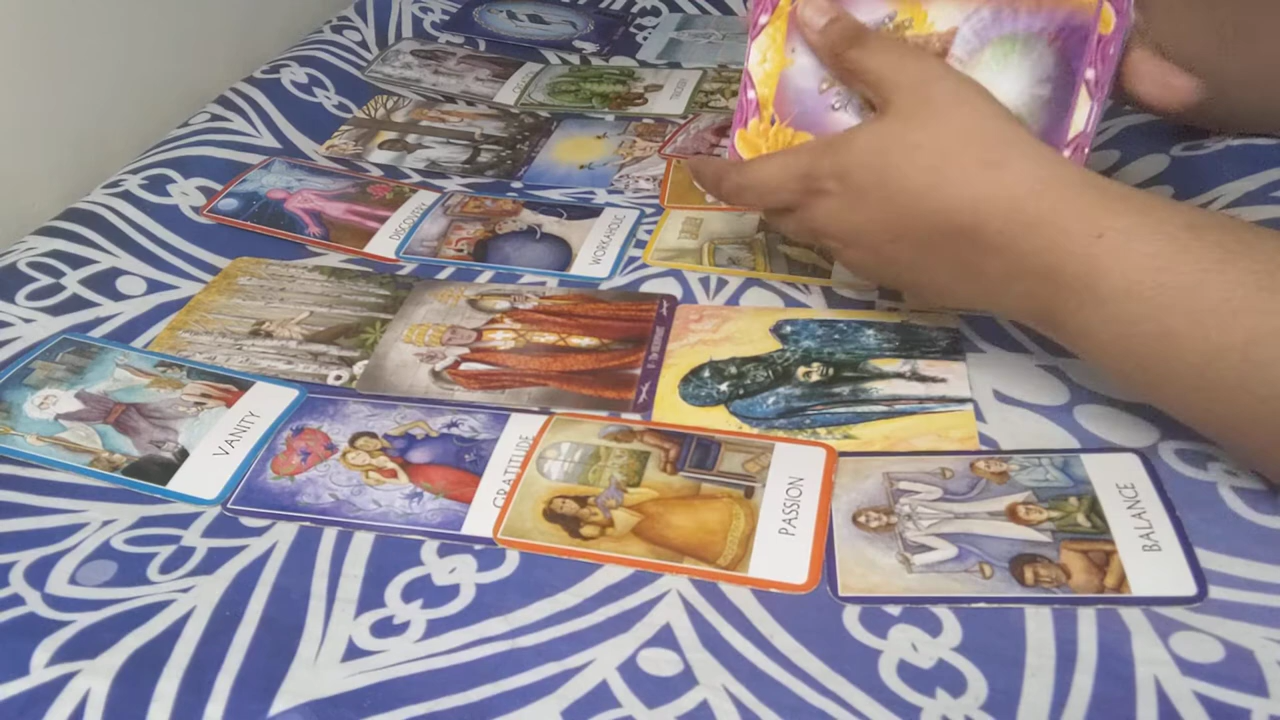 DISCOVERY
WORKAHOLIC
VANITY
GRATITUDE
PASSION
BALANCE